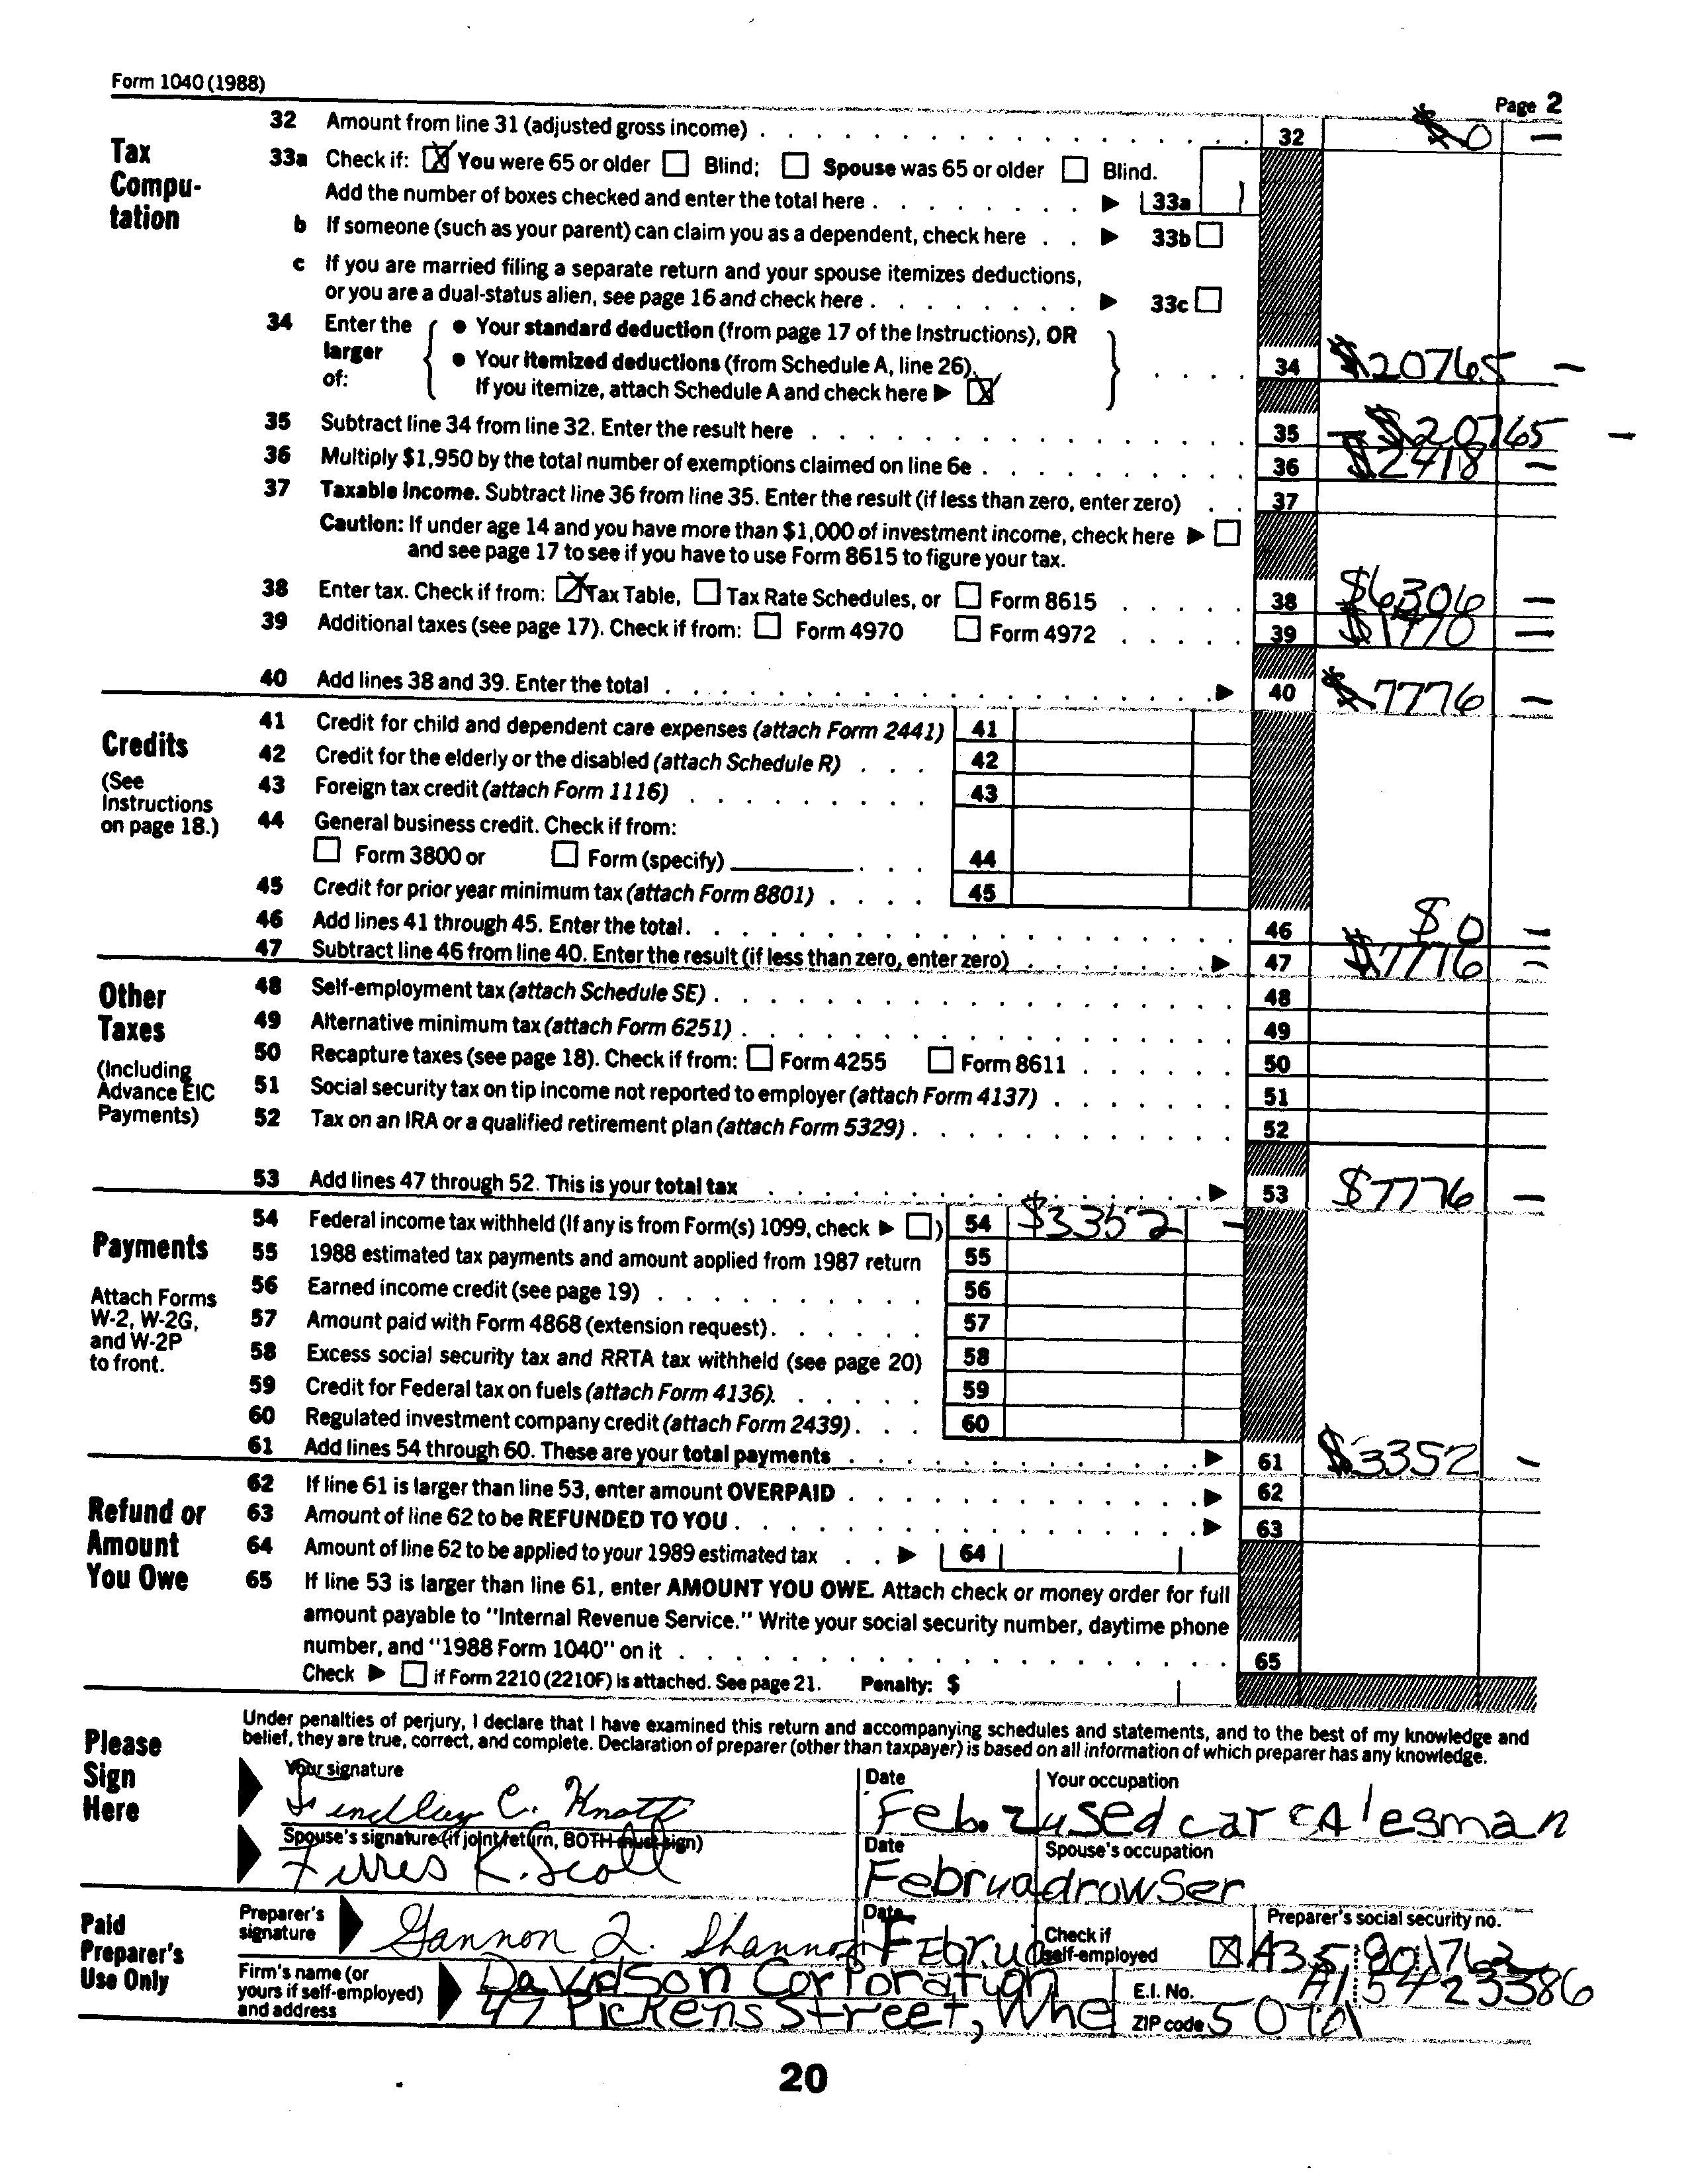 Form 1040 (1988)
Page 2
Tax Compu-tation
32 Amount from line 31 (adjusted gross income) . . . 32 $0 —
33a Check if: [X] You were 65 or older [ ] Blind; [ ] Spouse was 65 or older [ ] Blind.
Add the number of boxes checked and enter the total here . . . ▶ 33a 1
b If someone (such as your parent) can claim you as a dependent, check here . . ▶ 33b [ ]
c If you are married filing a separate return and your spouse itemizes deductions,
or you are a dual-status alien, see page 16 and check here . . . ▶ 33c [ ]
34 Enter the larger of: { ● Your standard deduction (from page 17 of the Instructions), OR
● Your itemized deductions (from Schedule A, line 26).
If you itemize, attach Schedule A and check here ▶ [X] } . . . . 34 $20765 —
35 Subtract line 34 from line 32. Enter the result here . . . 35 —$20765 —
36 Multiply $1,950 by the total number of exemptions claimed on line 6e . . . 36 $2418 —
37 Taxable income. Subtract line 36 from line 35. Enter the result (if less than zero, enter zero) . . 37
Caution: If under age 14 and you have more than $1,000 of investment income, check here ▶ [ ]
and see page 17 to see if you have to use Form 8615 to figure your tax.
38 Enter tax. Check if from: [X] Tax Table, [ ] Tax Rate Schedules, or [ ] Form 8615 . . . 38 $6306 —
39 Additional taxes (see page 17). Check if from: [ ] Form 4970 [ ] Form 4972 . . . 39 $1470 —
40 Add lines 38 and 39. Enter the total . . . ▶ 40 $7776 —
Credits
(See Instructions on page 18.)
41 Credit for child and dependent care expenses (attach Form 2441) 41
42 Credit for the elderly or the disabled (attach Schedule R) . . . 42
43 Foreign tax credit (attach Form 1116) . . . 43
44 General business credit. Check if from:
[ ] Form 3800 or [ ] Form (specify) ________ . . . 44
45 Credit for prior year minimum tax (attach Form 8801) . . . . 45
46 Add lines 41 through 45. Enter the total . . . 46 $0 —
47 Subtract line 46 from line 40. Enter the result (if less than zero, enter zero) . . . ▶ 47 $7776 —
Other Taxes
(Including Advance EIC Payments)
48 Self-employment tax (attach Schedule SE) . . . 48
49 Alternative minimum tax (attach Form 6251) . . . 49
50 Recapture taxes (see page 18). Check if from: [ ] Form 4255 [ ] Form 8611 . . . 50
51 Social security tax on tip income not reported to employer (attach Form 4137) . . . 51
52 Tax on an IRA or a qualified retirement plan (attach Form 5329) . . . 52
53 Add lines 47 through 52. This is your total tax . . . ▶ 53 $7776 —
Payments
Attach Forms W-2, W-2G, and W-2P to front.
54 Federal income tax withheld (If any is from Form(s) 1099, check ▶ [ ]) 54 $3352 —
55 1988 estimated tax payments and amount applied from 1987 return 55
56 Earned income credit (see page 19) . . . 56
57 Amount paid with Form 4868 (extension request) . . . 57
58 Excess social security tax and RRTA tax withheld (see page 20) 58
59 Credit for Federal tax on fuels (attach Form 4136) . . . 59
60 Regulated investment company credit (attach Form 2439) . . . 60
61 Add lines 54 through 60. These are your total payments . . . ▶ 61 $3352 —
Refund or Amount You Owe
62 If line 61 is larger than line 53, enter amount OVERPAID . . . ▶ 62
63 Amount of line 62 to be REFUNDED TO YOU . . . ▶ 63
64 Amount of line 62 to be applied to your 1989 estimated tax . . ▶ 64
65 If line 53 is larger than line 61, enter AMOUNT YOU OWE. Attach check or money order for full
amount payable to "Internal Revenue Service." Write your social security number, daytime phone
number, and "1988 Form 1040" on it . . . 65
Check ▶ [ ] if Form 2210 (2210F) is attached. See page 21. Penalty: $
Please Sign Here
Under penalties of perjury, I declare that I have examined this return and accompanying schedules and statements, and to the best of my knowledge and
belief, they are true, correct, and complete. Declaration of preparer (other than taxpayer) is based on all information of which preparer has any knowledge.
Your signature Date Your occupation
Findlay C. Knott Feb. 2 used car sAlesman
Spouse's signature (if joint return, BOTH must sign) Date Spouse's occupation
Ferres K. Scott Februa drowser
Paid Preparer's Use Only
Preparer's signature Date Check if self-employed [X] Preparer's social security no.
Gannon Q. Shannon FEbrua A35 80 1762
Firm's name (or yours if self-employed) and address E.I. No. ZIP code
Davidson Corporation A15423386
47 Pickens Street, Whe
20